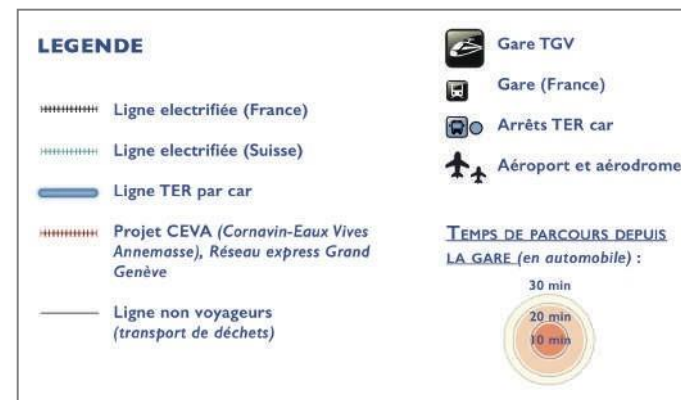 LEGENDE
Ligne electrifiée (France)
Ligne electrifiée (Suisse)
Ligne TER par car
Projet CEVA (Cornavin-Eaux Vives
Annemasse), Réseau express Grand
Genève
Ligne non voyageurs
(transport de déchets)
Gare TGV
Gare (France)
Arrêts TER car
Aéroport et aérodrome
TEMPS DE PARCOURS DEPUIS
LA GARE (en automobile) :
30 min
20 min
10 min